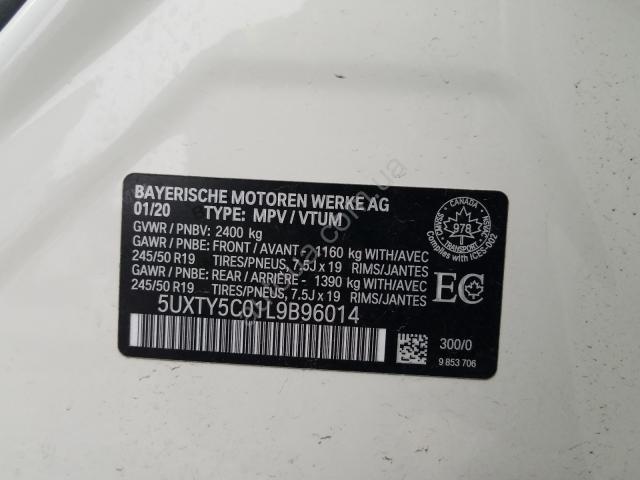 BAYERISCHE MOTOREN WERKE AG
01/20 TYPE: MPV / VTUM
GVWR / PNBV: 2400 kg
GAWR / PNBE: FRONT / AVANT - 1160 kg WITH/AVEC
245/50 R19 TIRES/PNEUS, 7.5J x 19 RIMS/JANTES
GAWR / PNBE: REAR / ARRIÈRE - 1390 kg WITH/AVEC
245/50 R19 TIRES/PNEUS, 7.5J x 19 RIMS/JANTES
5UXTY5C01L9B96014
CANADA
978
TRANSPORT
CMVSS
NSVAC
Complies with ICES-002
EC
300/0
9 853 706